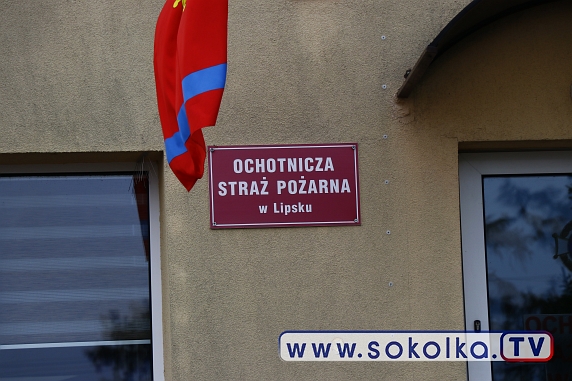 OCHOTNICZA
STRAŻ POŻARNA
w Lipsku
www.sokolka.TV